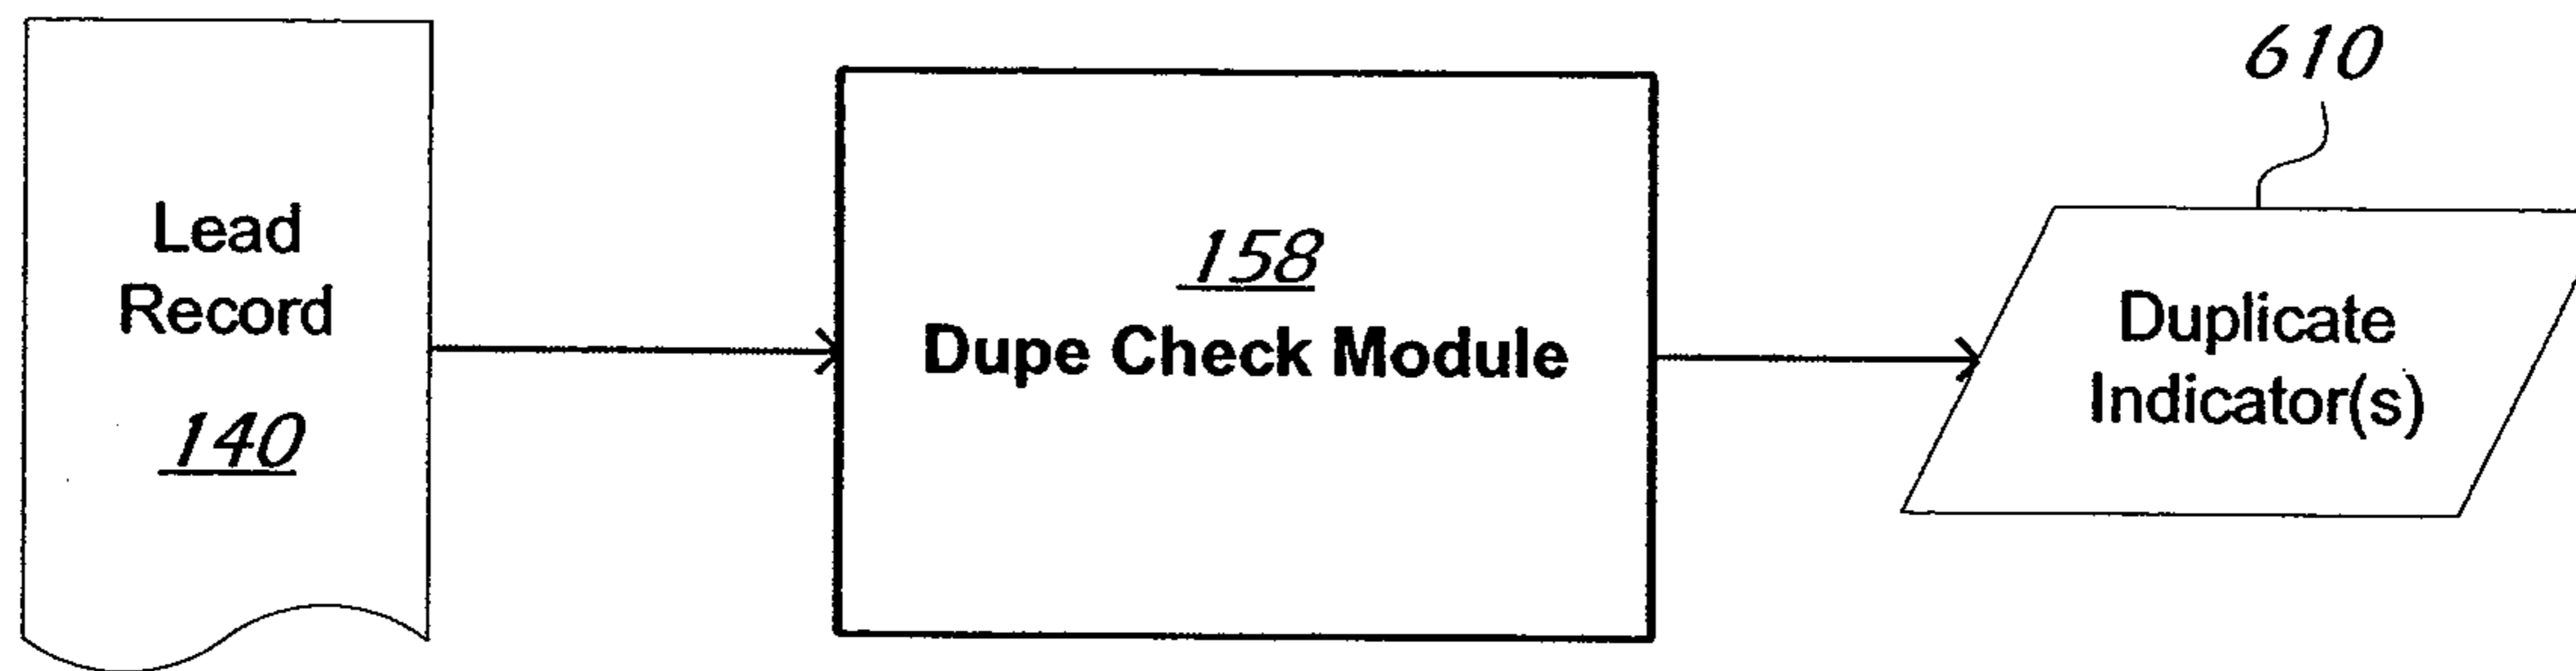 Lead
Record
140
158
Dupe Check Module
610
Duplicate
Indicator(s)